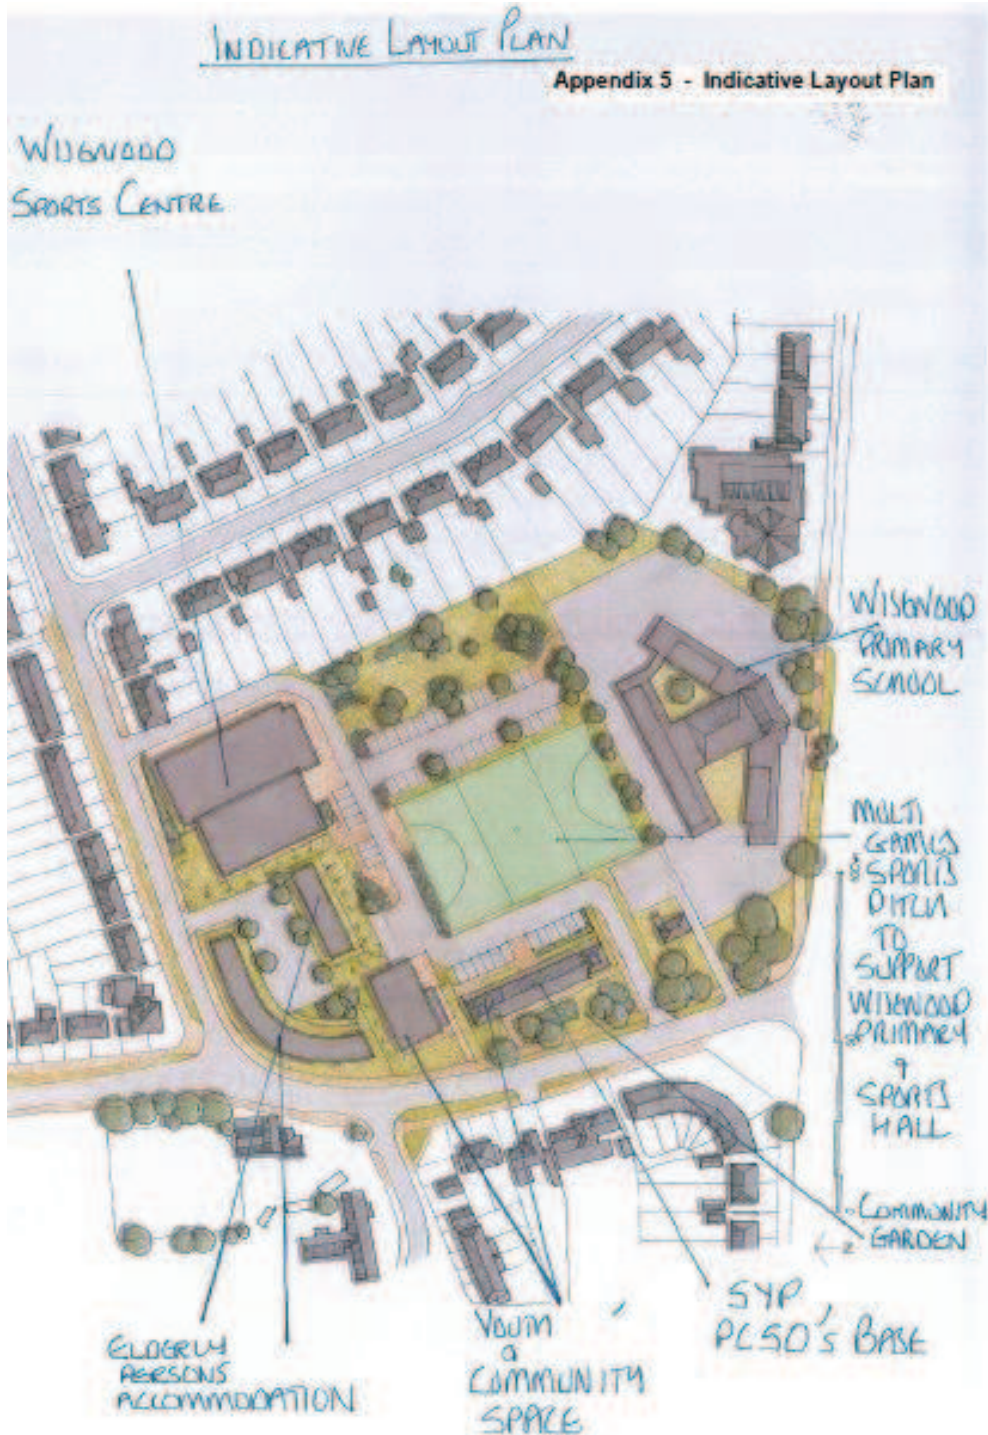 INDICATIVE LAYOUT PLAN
Appendix 5 - Indicative Layout Plan
WISEWOOD
SPORTS CENTRE
WISEWOOD
PRIMARY
SCHOOL
MULTI
GAMES
& SPORTS
PITCH
TO
SUPPORT
WISEWOOD
PRIMARY
&
SPORTS
HALL
COMMUNITY
GARDEN
SYP,
PCSO's BASE
YOUTH
&
COMMUNITY
SPACE
ELDERLY
PERSONS
ACCOMMODATION